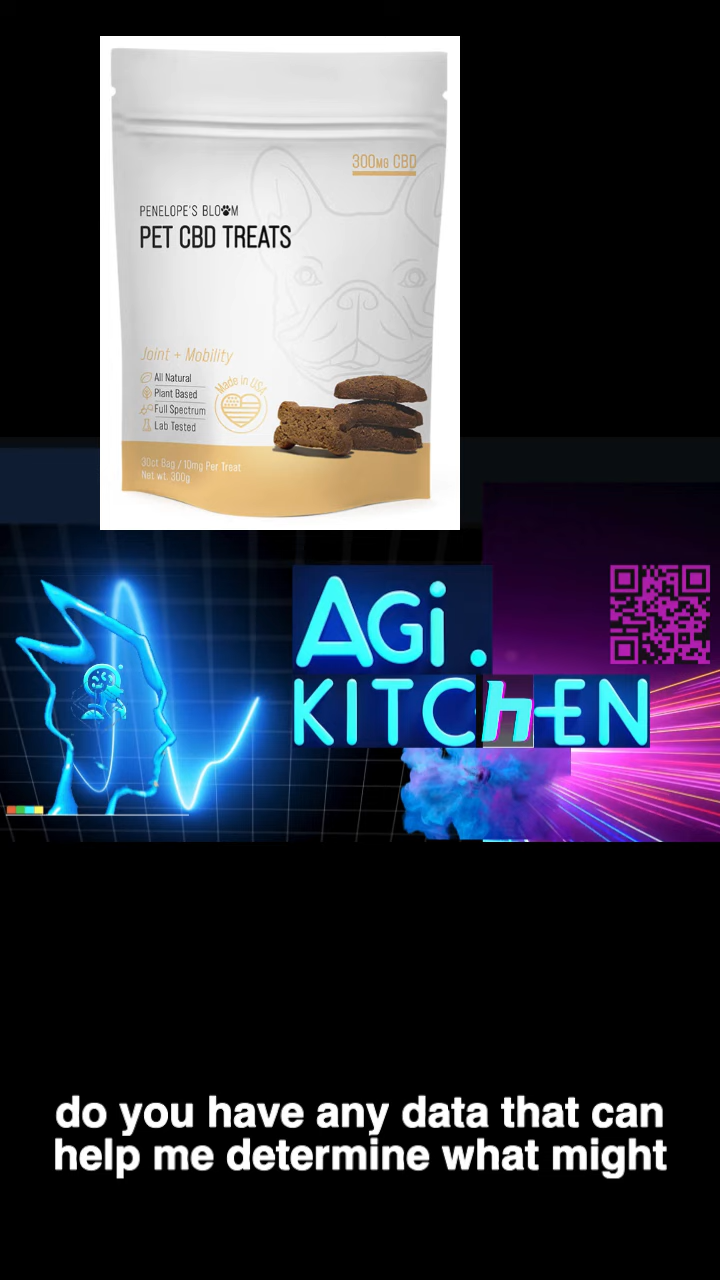 300MG CBD
PENELOPE'S BLOOM
PET CBD TREATS
Joint + Mobility
All Natural
Plant Based
Full Spectrum
Lab Tested
Made in USA
30ct Bag / 10mg Per Treat
Net wt. 300g
AGi.
KITChEN
do you have any data that can
help me determine what might